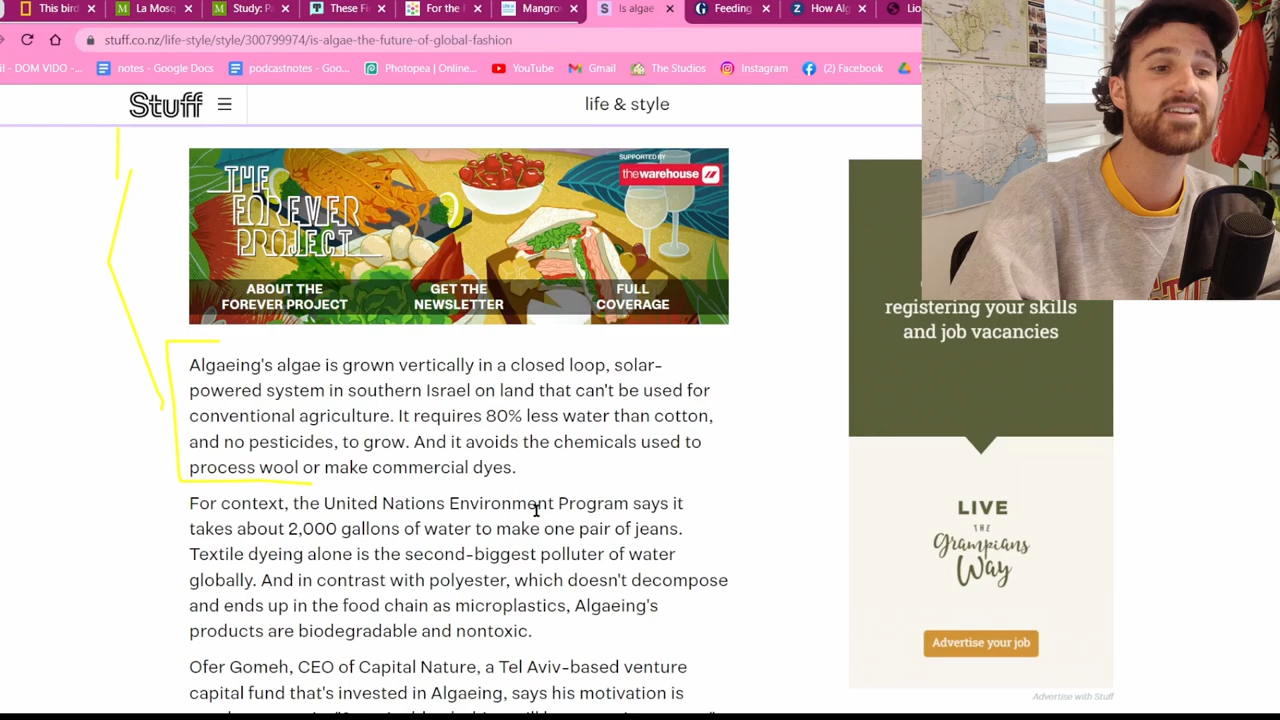 This bird
La Mosq
Study: Pa
These Fi
For the
Mangrov
Is algae
Feeding
How Alg
Lio
stuff.co.nz/life-style/style/300799974/is-algae-the-future-of-global-fashion
il - DOM VIDO -...
notes - Google Docs
podcastnotes - Goo...
Photopea | Online...
YouTube
Gmail
The Studios
Instagram
(2) Facebook
Stuff
life & style
SUPPORTED BY
thewarehouse
THE
FOREVER
PROJECT
ABOUT THE
FOREVER PROJECT
GET THE
NEWSLETTER
FULL
COVERAGE
Algaeing's algae is grown vertically in a closed loop, solar-
powered system in southern Israel on land that can't be used for
conventional agriculture. It requires 80% less water than cotton,
and no pesticides, to grow. And it avoids the chemicals used to
process wool or make commercial dyes.
For context, the United Nations Environment Program says it
takes about 2,000 gallons of water to make one pair of jeans.
Textile dyeing alone is the second-biggest polluter of water
globally. And in contrast with polyester, which doesn't decompose
and ends up in the food chain as microplastics, Algaeing's
products are biodegradable and nontoxic.
Ofer Gomeh, CEO of Capital Nature, a Tel Aviv-based venture
capital fund that's invested in Algaeing, says his motivation is
registering your skills
and job vacancies
LIVE
THE
Grampians
Way
Advertise your job
Advertise with Stuff